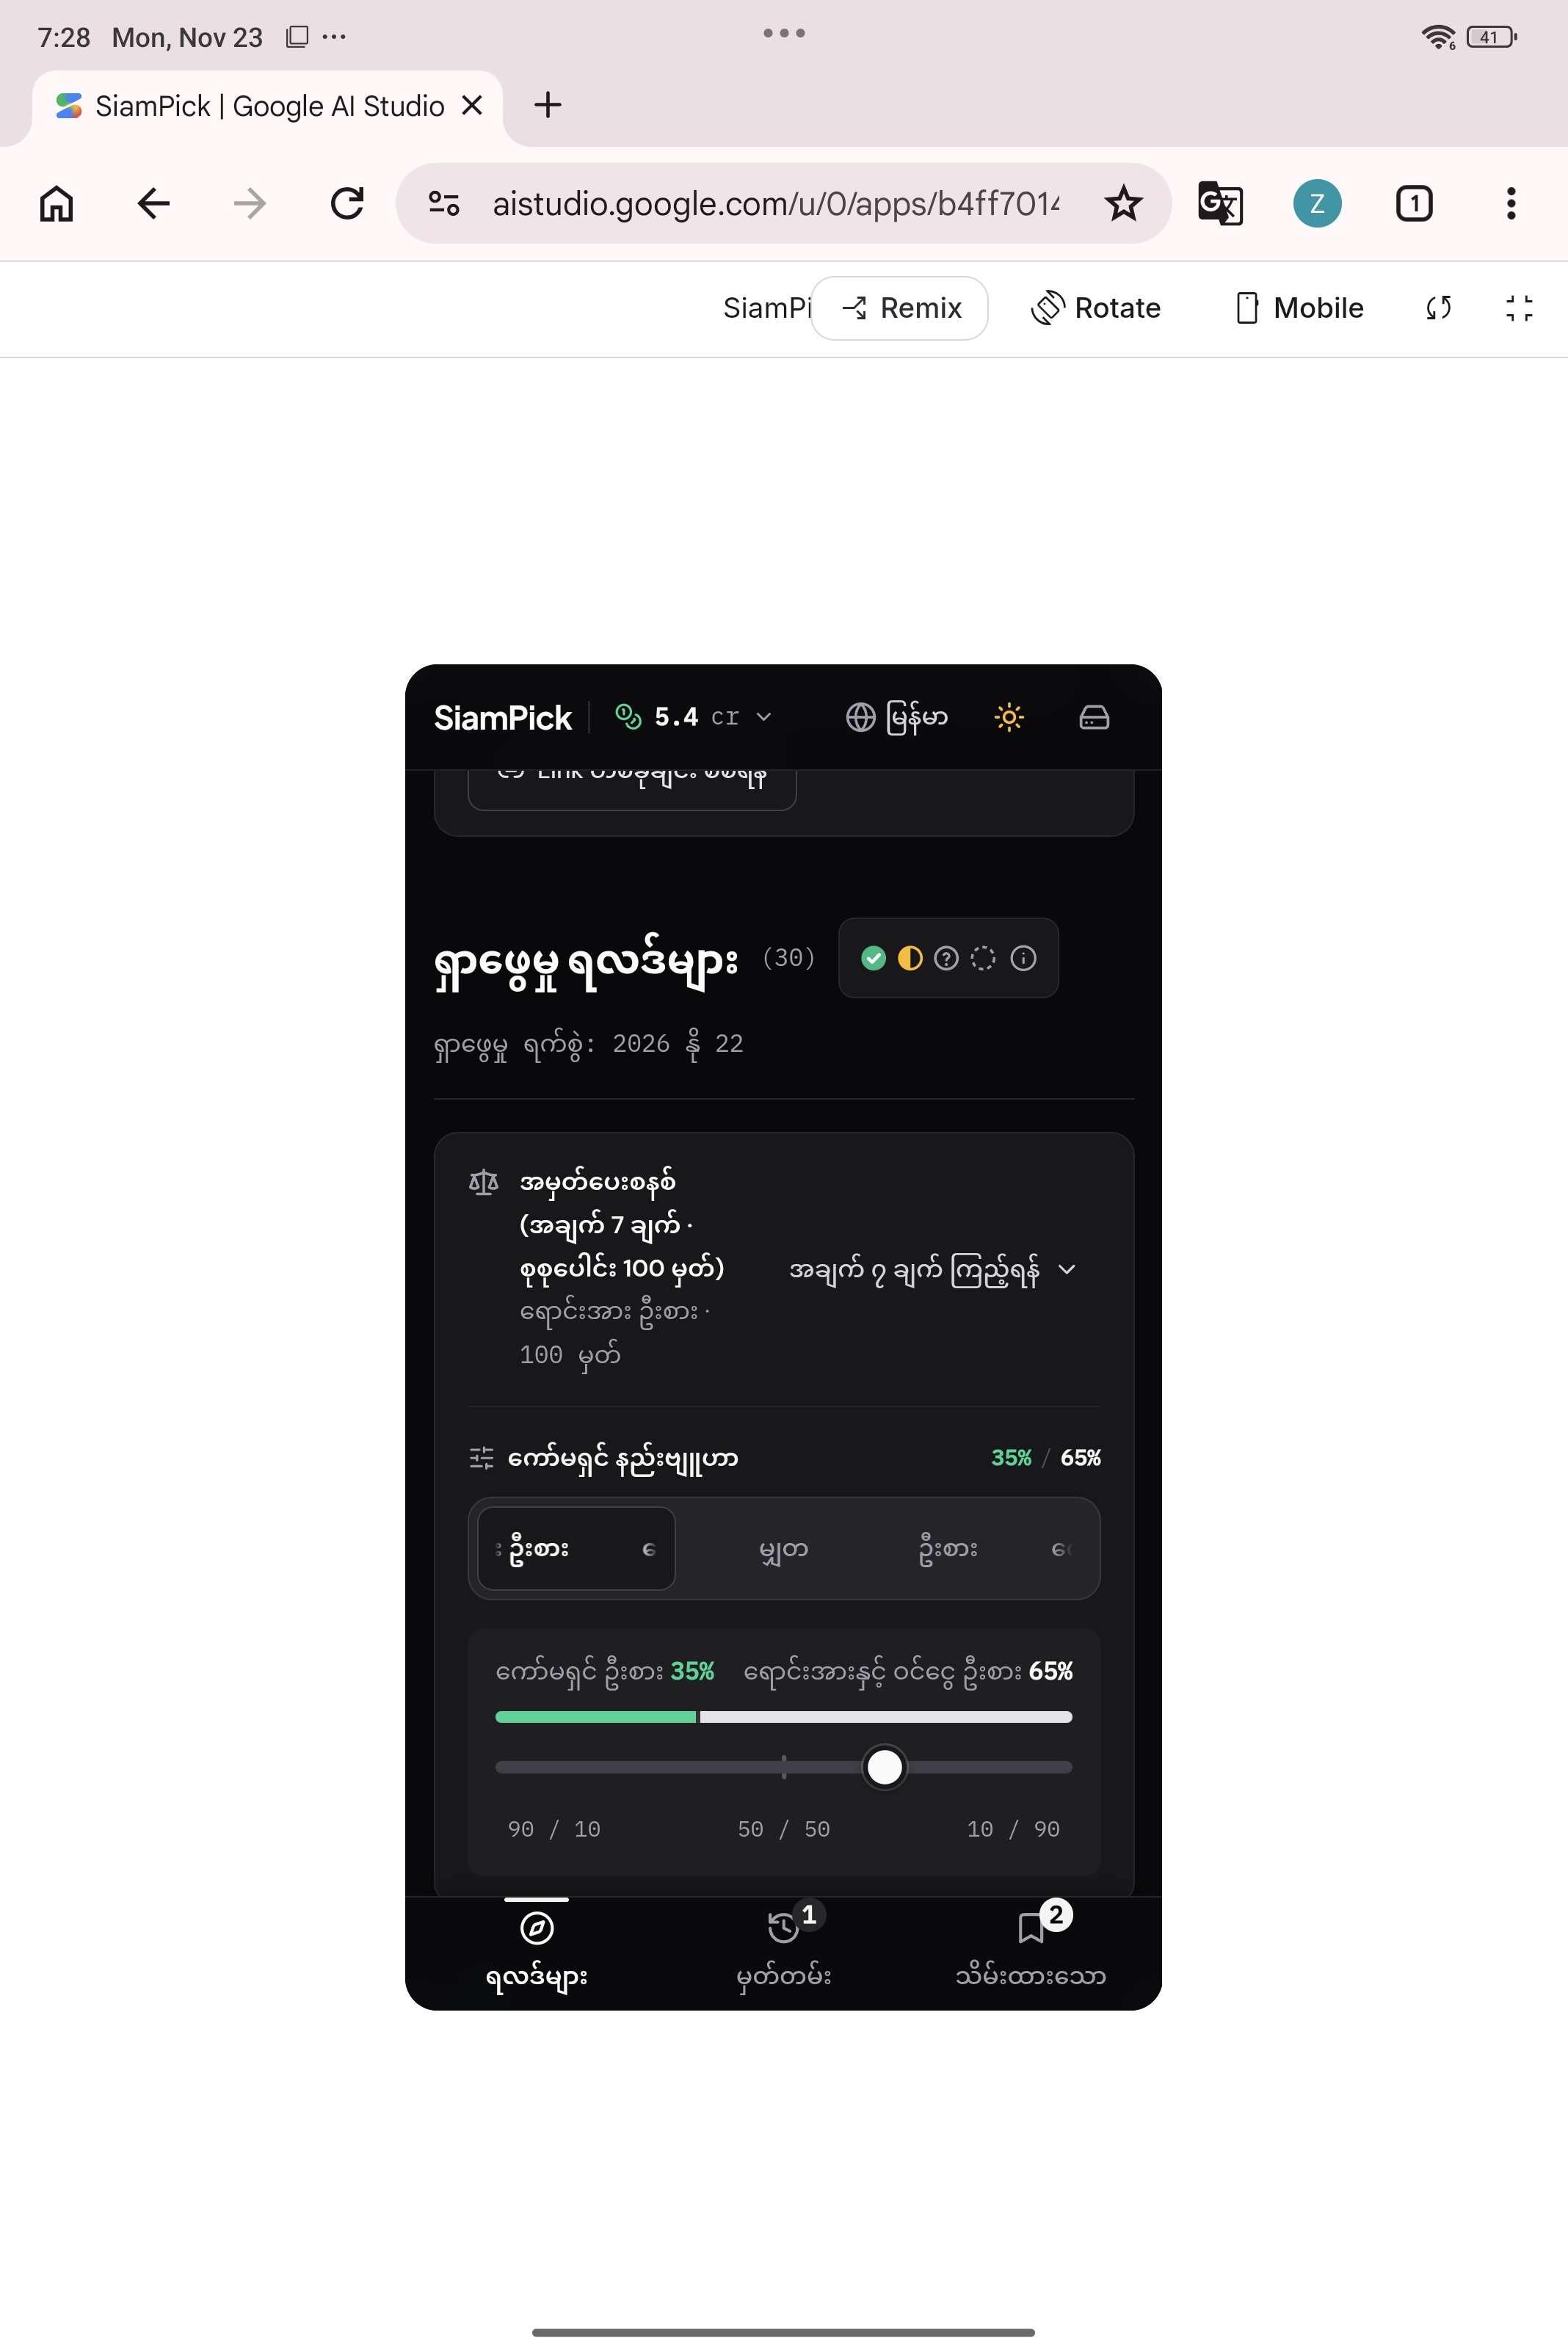 7:28 Mon, Nov 23
41
SiamPick | Google AI Studio
aistudio.google.com/u/0/apps/b4ff7014
Z
1
SiamPi
Remix
Rotate
Mobile
SiamPick
5.4 cr
မြန်မာ
ရှာဖွေမှု ရလဒ်များ (30)
ရှာဖွေမှု ရက်စွဲ: 2026 နို 22
အမှတ်ပေးစနစ်
(အချက် 7 ချက် ·
စုစုပေါင်း 100 မှတ်)
ရောင်းအား ဦးစား ·
100 မှတ်
အချက် ၇ ချက် ကြည့်ရန်
ကော်မရှင် နည်းဗျူဟာ
35% / 65%
ဦးစား
မျှတ
ဦးစား
ကော်မရှင် ဦးစား 35%
ရောင်းအားနှင့် ဝင်ငွေ ဦးစား 65%
90 / 10
50 / 50
10 / 90
1
2
ရလဒ်များ
မှတ်တမ်း
သိမ်းထားသော